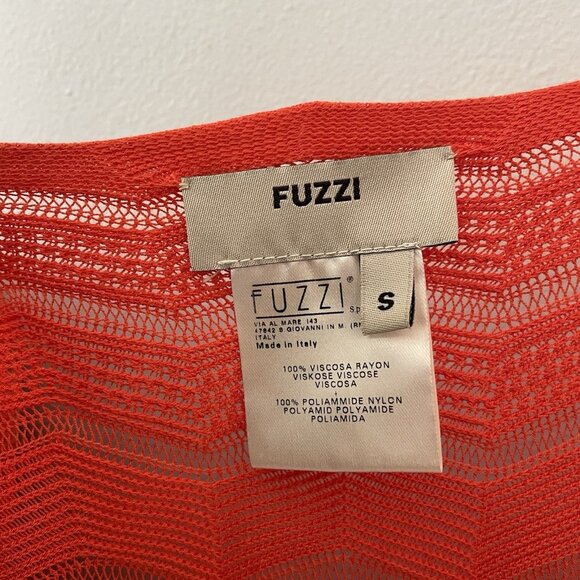 FUZZI
FUZZI®
S
VIA AL MARE 143
47842 S GIOVANNI IN M.
ITALY
Made in Italy
100% VISCOSA RAYON
VISKOSE VISCOSE
VISCOSA
100% POLIAMMIDE NYLON
POLYAMID POLYAMIDE
POLIAMIDA